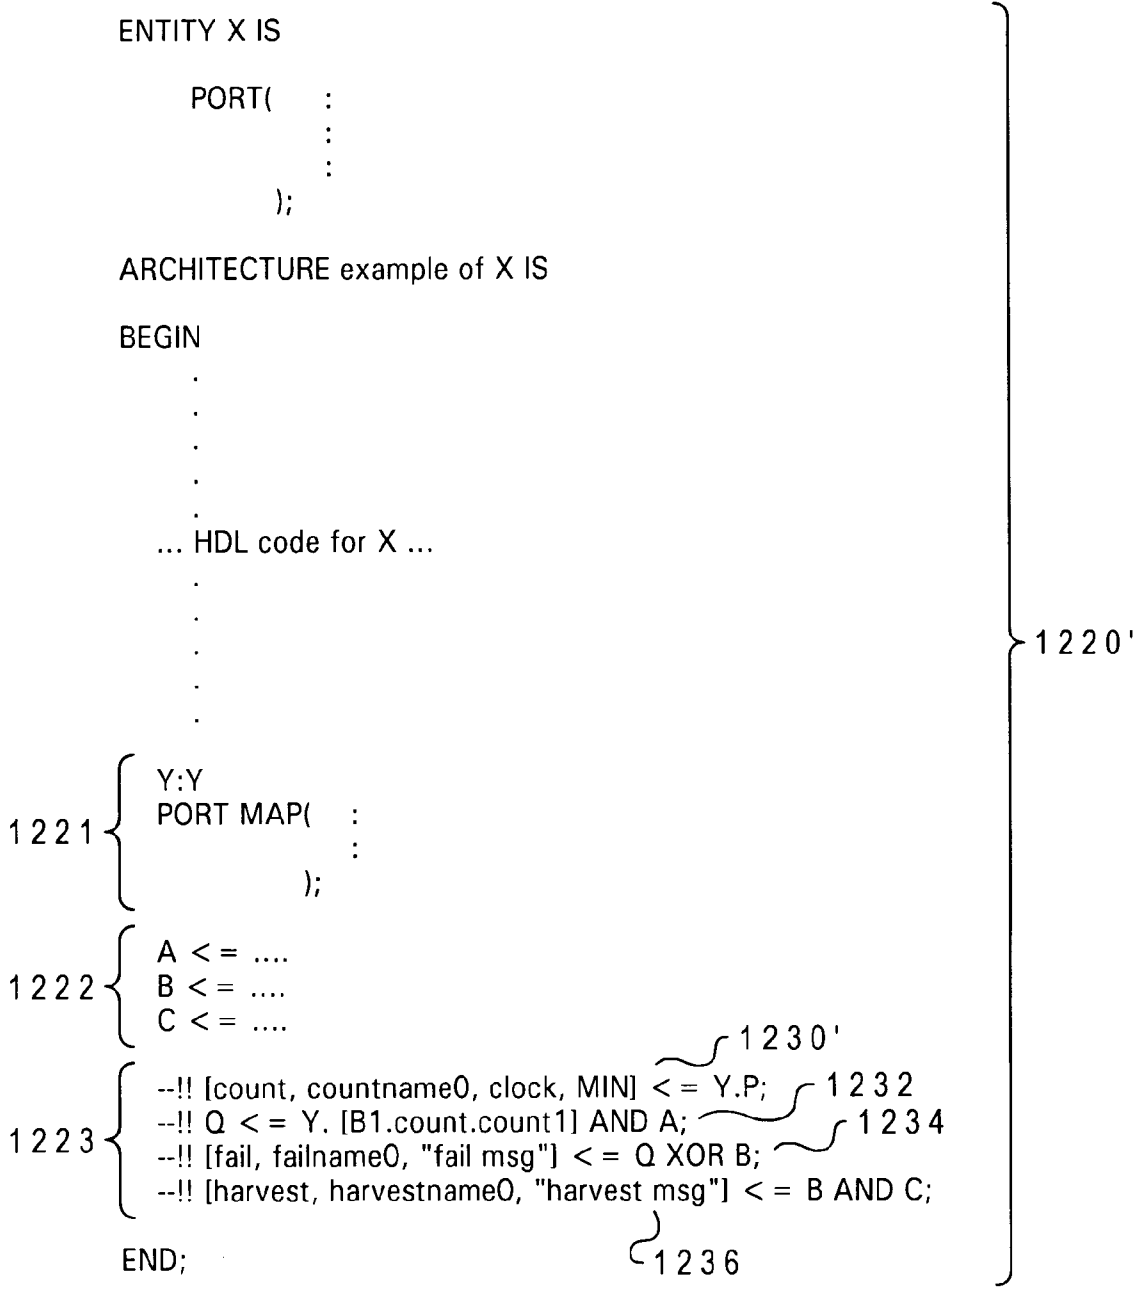 ENTITY X IS
PORT( :
:
:
);
ARCHITECTURE example of X IS
BEGIN
.
.
.
.
.
... HDL code for X ...
.
.
.
.
.
1220'
Y:Y
PORT MAP( :
:
);
1221
A <= ....
B <= ....
C <= ....
1222
1230'
--!! [count, countname0, clock, MIN] <= Y.P;
1232
--!! Q <= Y. [B1.count.count1] AND A;
1234
--!! [fail, failname0, "fail msg"] <= Q XOR B;
--!! [harvest, harvestname0, "harvest msg"] <= B AND C;
1223
1236
END;